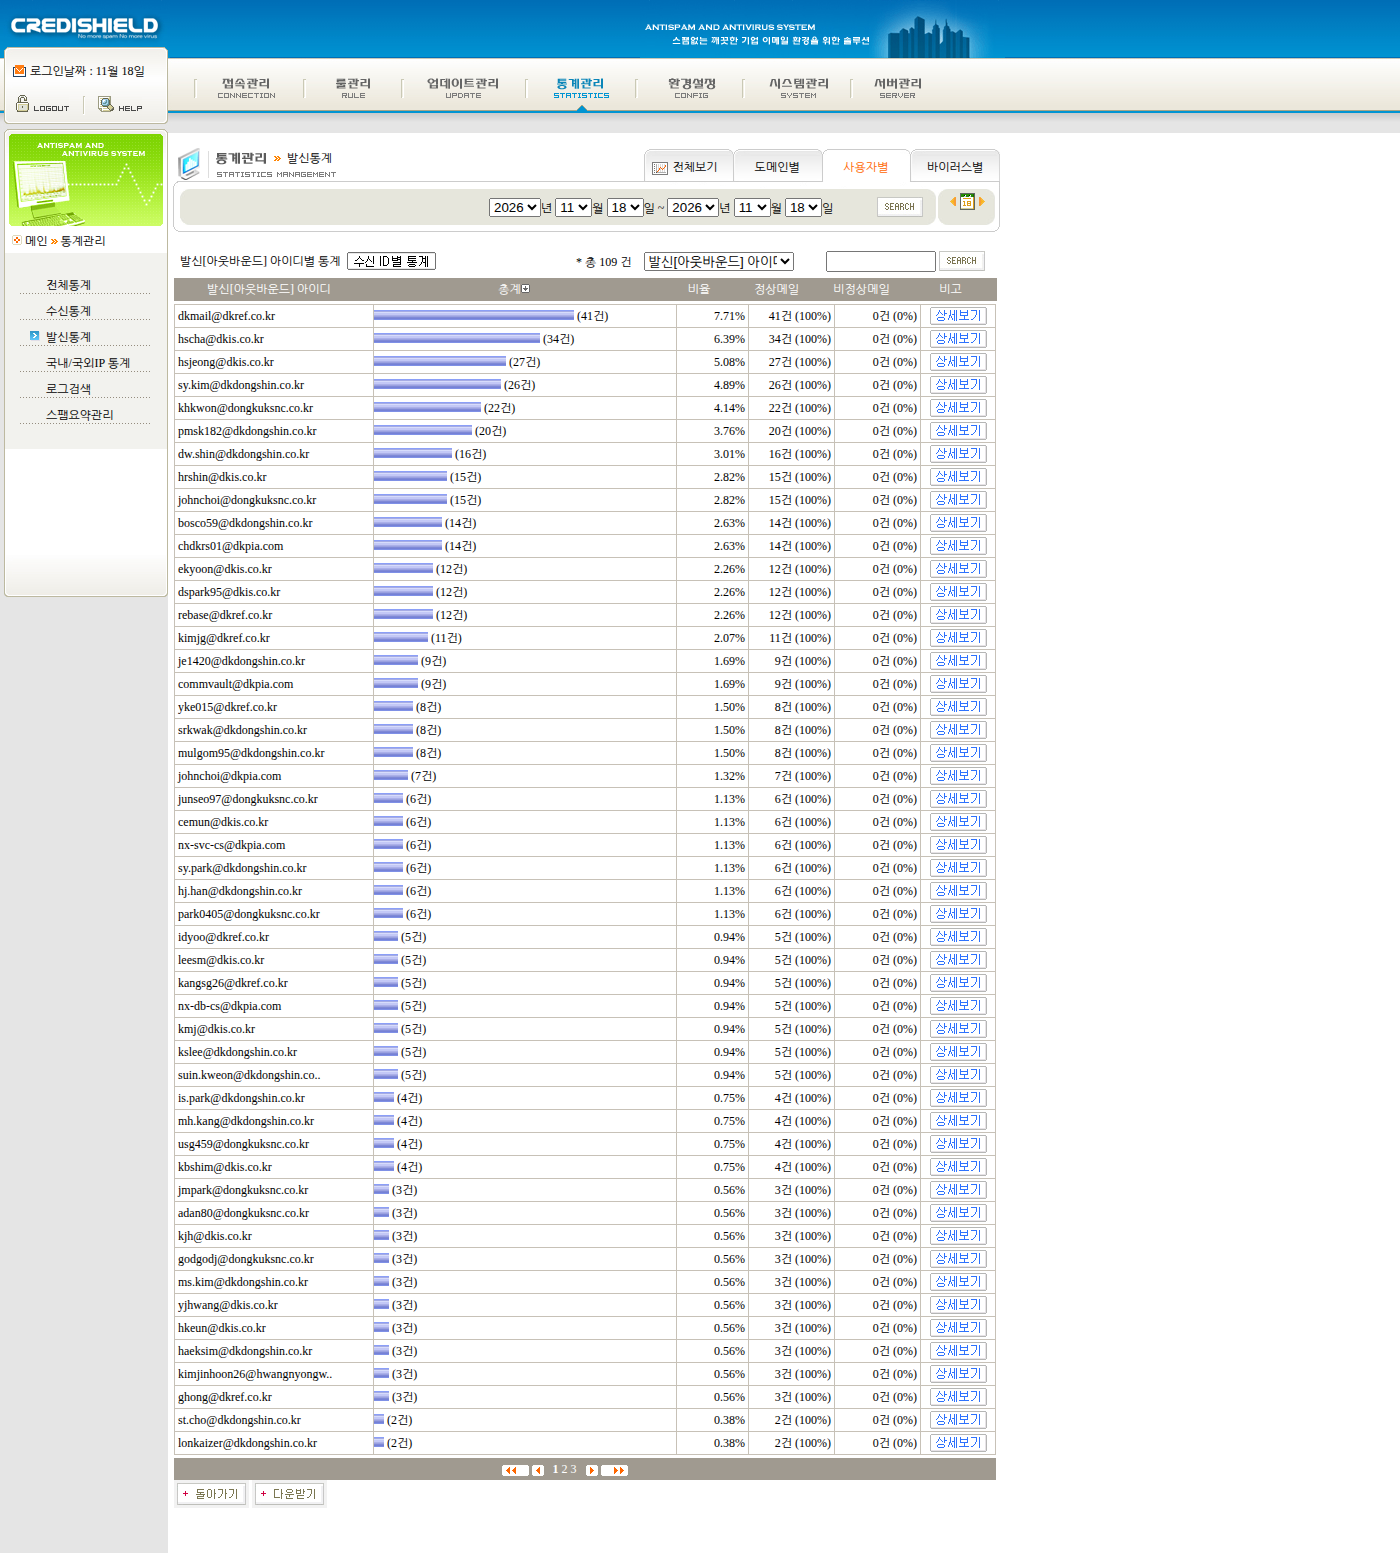 CREDISHIELD
No more spam No more virus
ANTISPAM AND ANTIVIRUS SYSTEM
스팸없는 깨끗한 기업 이메일 환경을 위한 솔루션
로그인날짜 : 11월 18일
LOGOUT HELP
접속관리 CONNECTION
룰관리 RULE
업데이트관리 UPDATE
통계관리 STATISTICS
환경설정 CONFIG
시스템관리 SYSTEM
서버관리 SERVER
ANTISPAM AND
ANTIVIRUS SYSTEM
메인 » 통계관리
전체통계
수신통계
발신통계
국내/국외IP 통계
로그검색
스팸요약관리
통계관리 » 발신통계
STATISTICS MANAGEMENT
전체보기 도메인별 사용자별 바이러스별
2026 년 11 월 18 일 ~ 2026 년 11 월 18 일 SEARCH 18
발신[아웃바운드] 아이디별 통계 수신 ID별 통계 * 총 109 건 발신[아웃바운드] 아이디 SEARCH
발신[아웃바운드] 아이디 총계 비율 정상메일 비정상메일 비고
dkmail@dkref.co.kr (41건) 7.71% 41건 (100%) 0건 (0%) 상세보기
hscha@dkis.co.kr (34건) 6.39% 34건 (100%) 0건 (0%) 상세보기
hsjeong@dkis.co.kr (27건) 5.08% 27건 (100%) 0건 (0%) 상세보기
sy.kim@dkdongshin.co.kr (26건) 4.89% 26건 (100%) 0건 (0%) 상세보기
khkwon@dongkuksnc.co.kr (22건) 4.14% 22건 (100%) 0건 (0%) 상세보기
pmsk182@dkdongshin.co.kr (20건) 3.76% 20건 (100%) 0건 (0%) 상세보기
dw.shin@dkdongshin.co.kr (16건) 3.01% 16건 (100%) 0건 (0%) 상세보기
hrshin@dkis.co.kr (15건) 2.82% 15건 (100%) 0건 (0%) 상세보기
johnchoi@dongkuksnc.co.kr (15건) 2.82% 15건 (100%) 0건 (0%) 상세보기
bosco59@dkdongshin.co.kr (14건) 2.63% 14건 (100%) 0건 (0%) 상세보기
chdkrs01@dkpia.com (14건) 2.63% 14건 (100%) 0건 (0%) 상세보기
ekyoon@dkis.co.kr (12건) 2.26% 12건 (100%) 0건 (0%) 상세보기
dspark95@dkis.co.kr (12건) 2.26% 12건 (100%) 0건 (0%) 상세보기
rebase@dkref.co.kr (12건) 2.26% 12건 (100%) 0건 (0%) 상세보기
kimjg@dkref.co.kr (11건) 2.07% 11건 (100%) 0건 (0%) 상세보기
je1420@dkdongshin.co.kr (9건) 1.69% 9건 (100%) 0건 (0%) 상세보기
commvault@dkpia.com (9건) 1.69% 9건 (100%) 0건 (0%) 상세보기
yke015@dkref.co.kr (8건) 1.50% 8건 (100%) 0건 (0%) 상세보기
srkwak@dkdongshin.co.kr (8건) 1.50% 8건 (100%) 0건 (0%) 상세보기
mulgom95@dkdongshin.co.kr (8건) 1.50% 8건 (100%) 0건 (0%) 상세보기
johnchoi@dkpia.com (7건) 1.32% 7건 (100%) 0건 (0%) 상세보기
junseo97@dongkuksnc.co.kr (6건) 1.13% 6건 (100%) 0건 (0%) 상세보기
cemun@dkis.co.kr (6건) 1.13% 6건 (100%) 0건 (0%) 상세보기
nx-svc-cs@dkpia.com (6건) 1.13% 6건 (100%) 0건 (0%) 상세보기
sy.park@dkdongshin.co.kr (6건) 1.13% 6건 (100%) 0건 (0%) 상세보기
hj.han@dkdongshin.co.kr (6건) 1.13% 6건 (100%) 0건 (0%) 상세보기
park0405@dongkuksnc.co.kr (6건) 1.13% 6건 (100%) 0건 (0%) 상세보기
idyoo@dkref.co.kr (5건) 0.94% 5건 (100%) 0건 (0%) 상세보기
leesm@dkis.co.kr (5건) 0.94% 5건 (100%) 0건 (0%) 상세보기
kangsg26@dkref.co.kr (5건) 0.94% 5건 (100%) 0건 (0%) 상세보기
nx-db-cs@dkpia.com (5건) 0.94% 5건 (100%) 0건 (0%) 상세보기
kmj@dkis.co.kr (5건) 0.94% 5건 (100%) 0건 (0%) 상세보기
kslee@dkdongshin.co.kr (5건) 0.94% 5건 (100%) 0건 (0%) 상세보기
suin.kweon@dkdongshin.co.. (5건) 0.94% 5건 (100%) 0건 (0%) 상세보기
is.park@dkdongshin.co.kr (4건) 0.75% 4건 (100%) 0건 (0%) 상세보기
mh.kang@dkdongshin.co.kr (4건) 0.75% 4건 (100%) 0건 (0%) 상세보기
usg459@dongkuksnc.co.kr (4건) 0.75% 4건 (100%) 0건 (0%) 상세보기
kbshim@dkis.co.kr (4건) 0.75% 4건 (100%) 0건 (0%) 상세보기
jmpark@dongkuksnc.co.kr (3건) 0.56% 3건 (100%) 0건 (0%) 상세보기
adan80@dongkuksnc.co.kr (3건) 0.56% 3건 (100%) 0건 (0%) 상세보기
kjh@dkis.co.kr (3건) 0.56% 3건 (100%) 0건 (0%) 상세보기
godgodj@dongkuksnc.co.kr (3건) 0.56% 3건 (100%) 0건 (0%) 상세보기
ms.kim@dkdongshin.co.kr (3건) 0.56% 3건 (100%) 0건 (0%) 상세보기
yjhwang@dkis.co.kr (3건) 0.56% 3건 (100%) 0건 (0%) 상세보기
hkeun@dkis.co.kr (3건) 0.56% 3건 (100%) 0건 (0%) 상세보기
haeksim@dkdongshin.co.kr (3건) 0.56% 3건 (100%) 0건 (0%) 상세보기
kimjinhoon26@hwangnyongw.. (3건) 0.56% 3건 (100%) 0건 (0%) 상세보기
ghong@dkref.co.kr (3건) 0.56% 3건 (100%) 0건 (0%) 상세보기
st.cho@dkdongshin.co.kr (2건) 0.38% 2건 (100%) 0건 (0%) 상세보기
lonkaizer@dkdongshin.co.kr (2건) 0.38% 2건 (100%) 0건 (0%) 상세보기
1 2 3
+ 돌아가기 + 다운받기